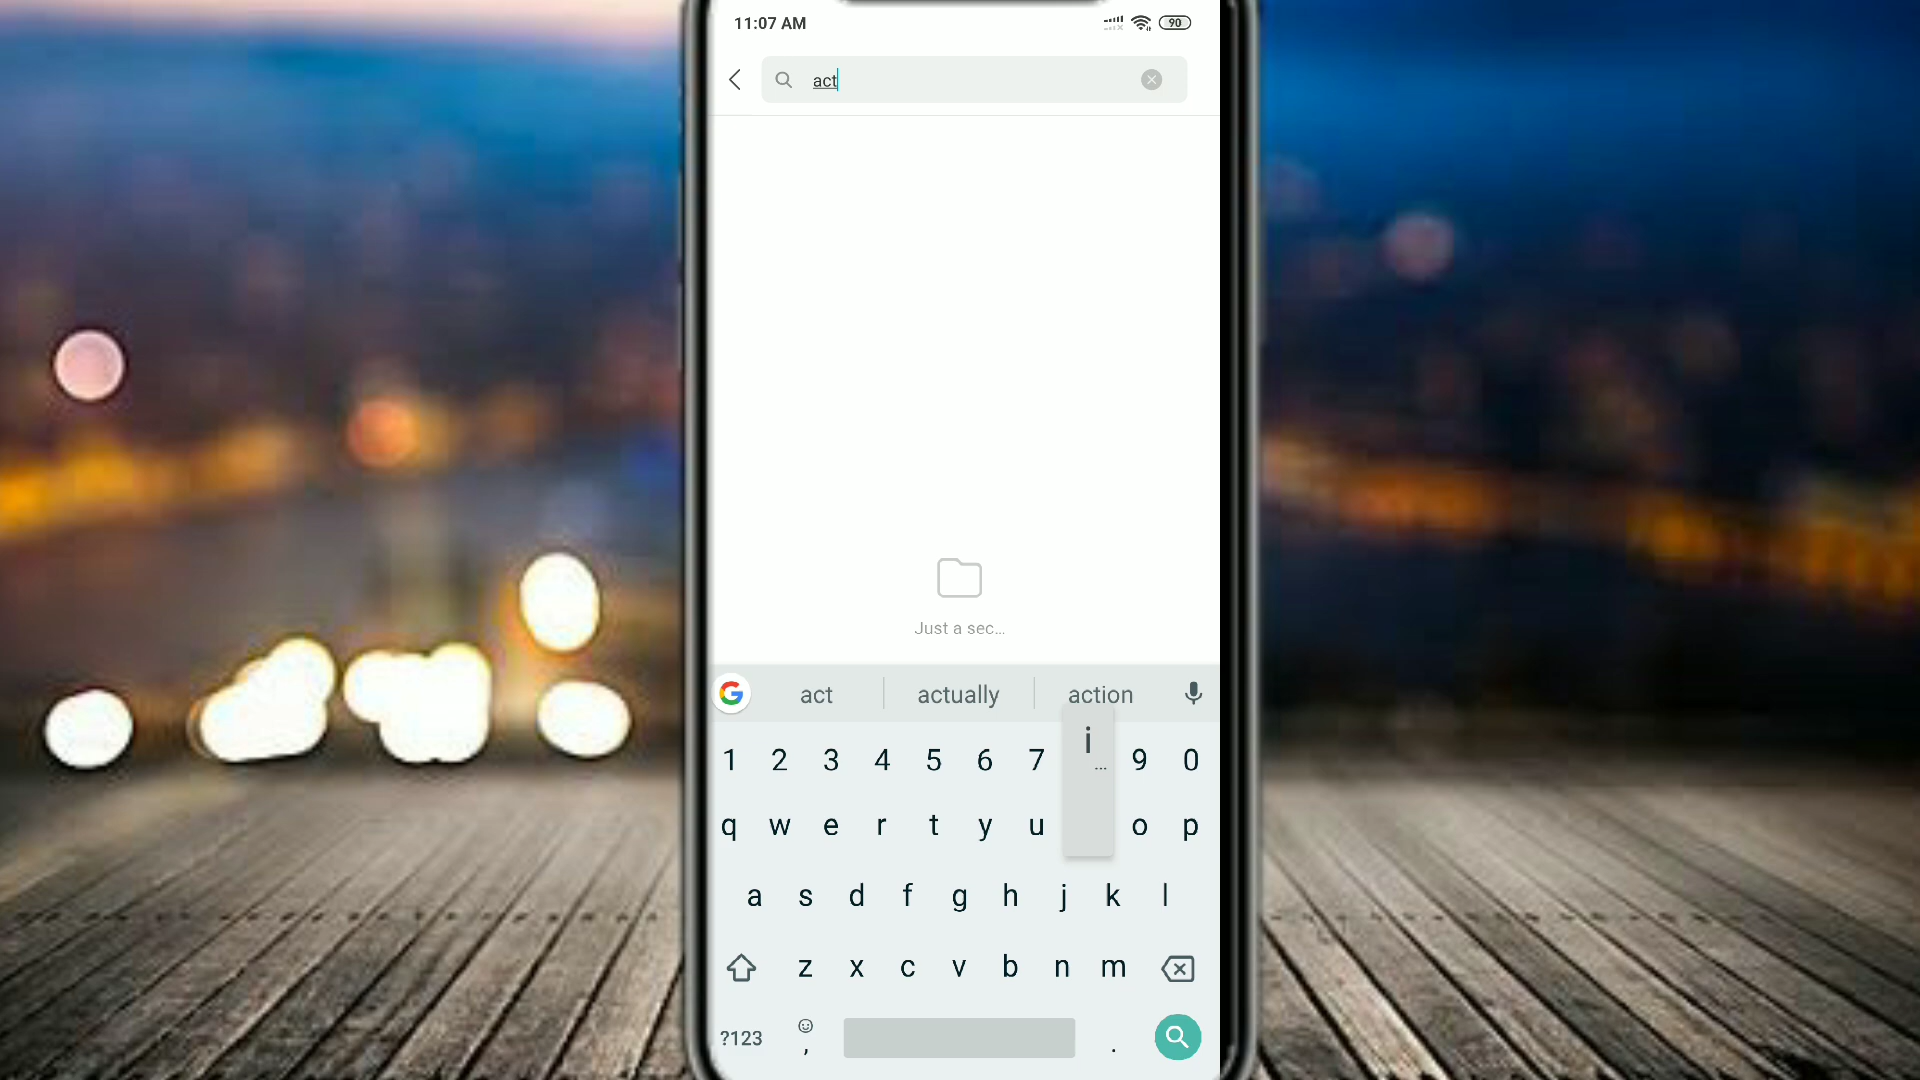 11:07 AM
90
act
Just a sec...
G act actually action
1 2 3 4 5 6 7 9 0
i
...
q w e r t y u o p
a s d f g h j k l
z x c v b n m
?123 , .